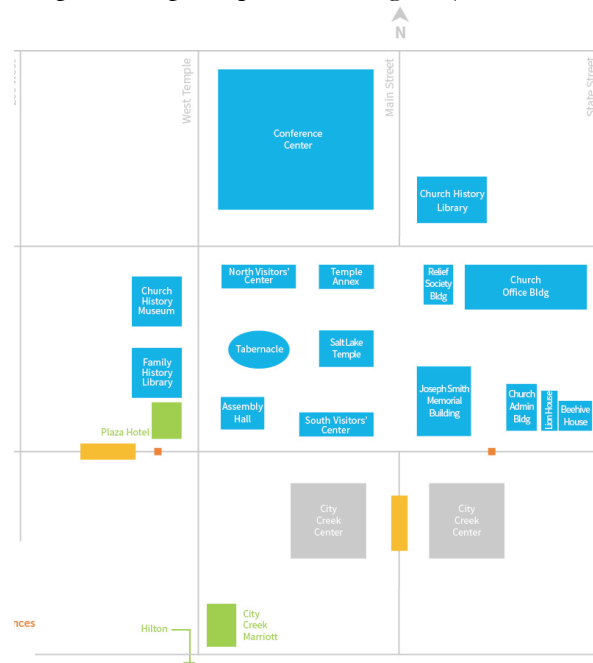 N
West Temple
Main Street
State Street
Conference
Center
Church History
Library
North Visitors'
Center
Temple
Annex
Relief
Society
Bldg
Church
Office Bldg
Church
History
Museum
Tabernacle
Salt Lake
Temple
Family
History
Library
Joseph Smith
Memorial
Building
Church
Admin
Bldg
Lion House
Beehive
House
Assembly
Hall
South Visitors'
Center
Plaza Hotel
City
Creek
Center
City
Creek
Center
City
Creek
Marriott
Hilton
nces